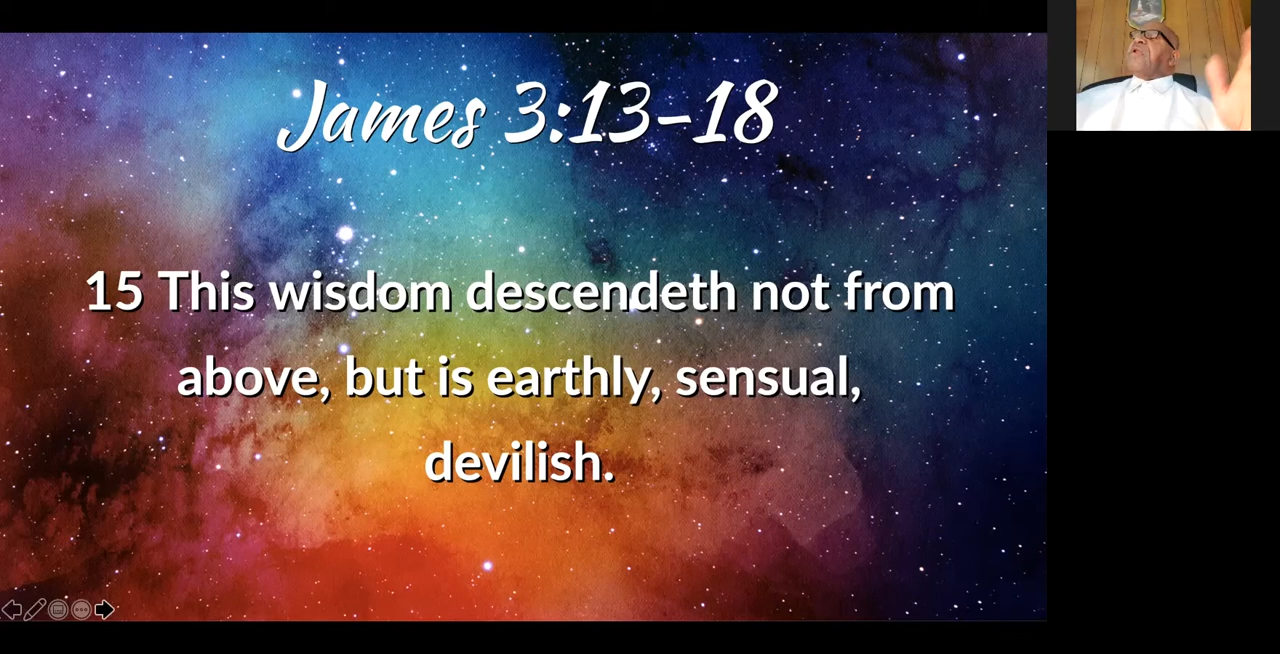 James 3:13-18
15 This wisdom descendeth not from
above, but is earthly, sensual,
devilish.